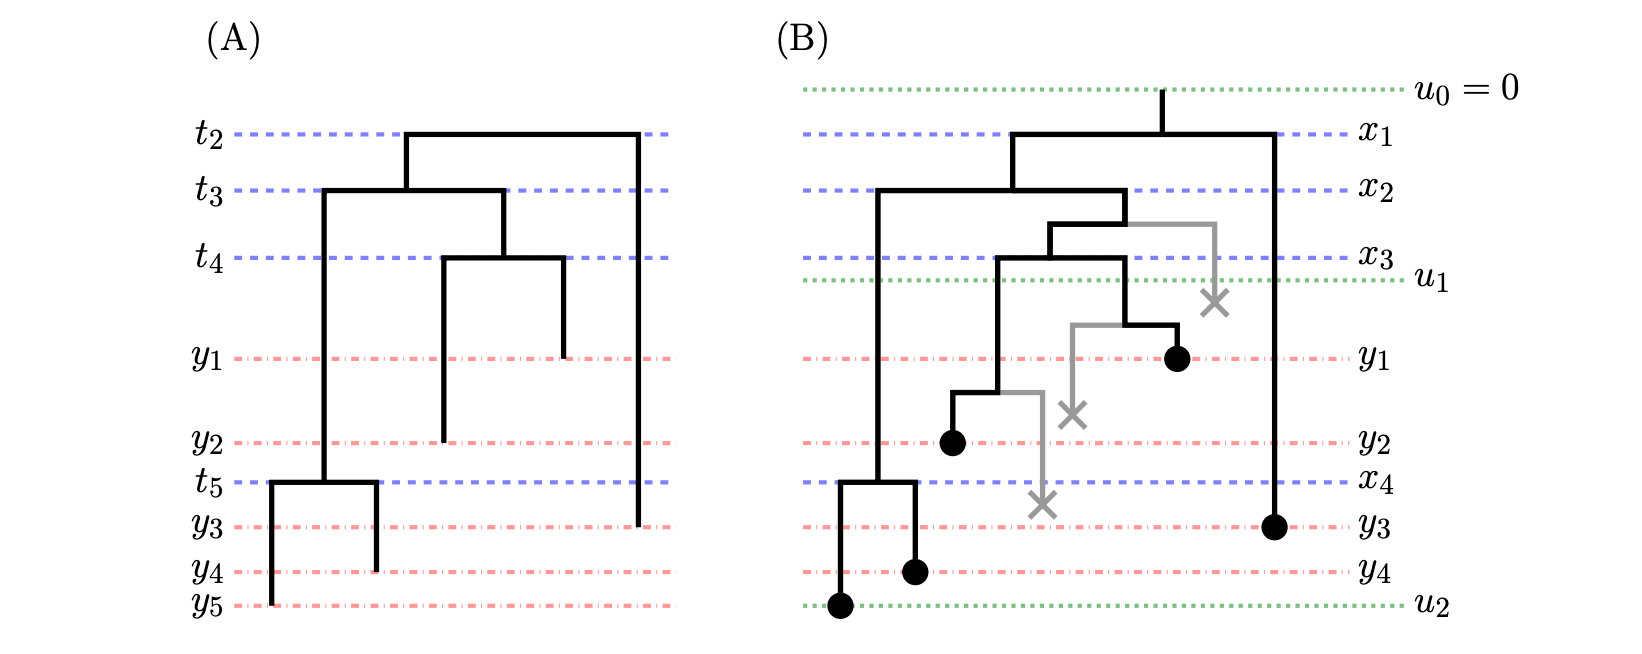 (A)
(B)
u₀ = 0
t₂
x₁
t₃
x₂
t₄
x₃
u₁
y₁
y₁
y₂
y₂
t₅
x₄
y₃
y₃
y₄
y₄
y₅
u₂